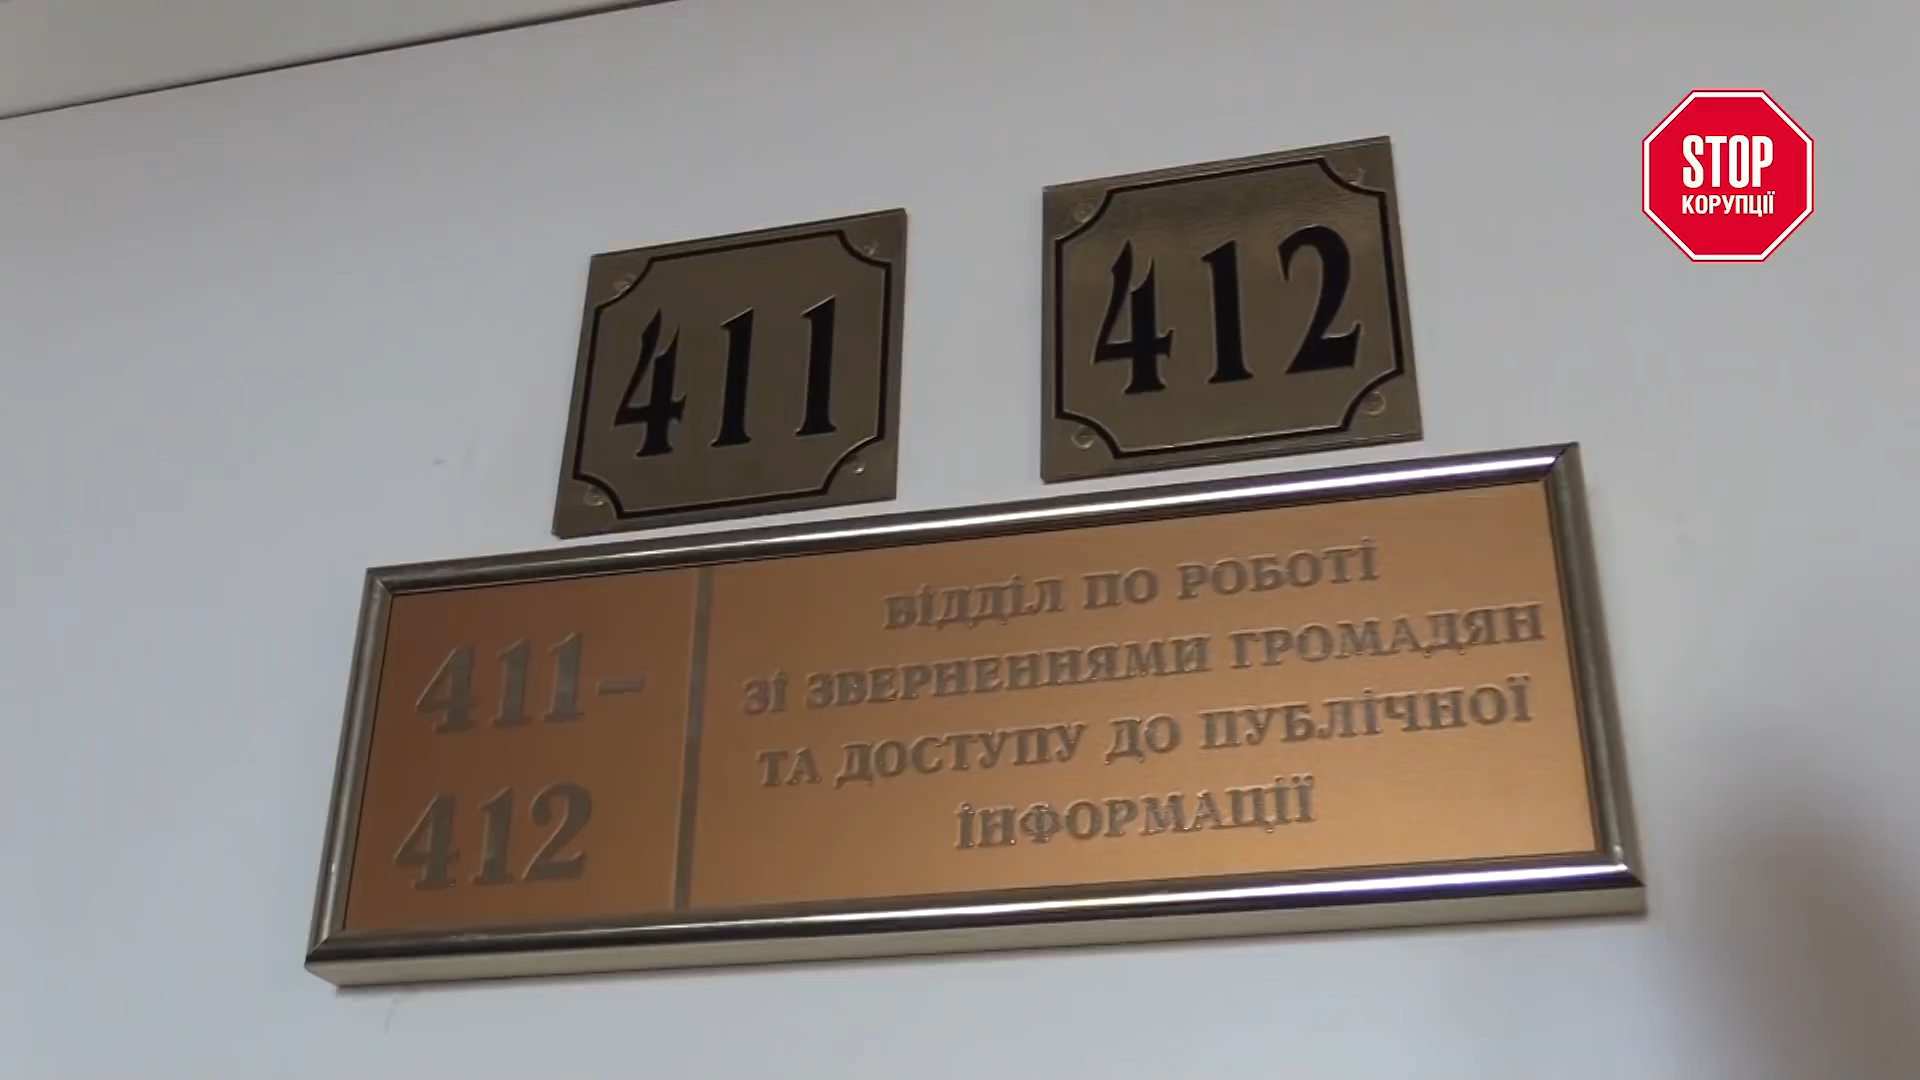 STOP
КОРУПЦІЇ
411
412
411-
412
ВІДДІЛ ПО РОБОТІ
ЗІ ЗВЕРНЕННЯМИ ГРОМАДЯН
ТА ДОСТУПУ ДО ПУБЛІЧНОЇ
ІНФОРМАЦІЇ